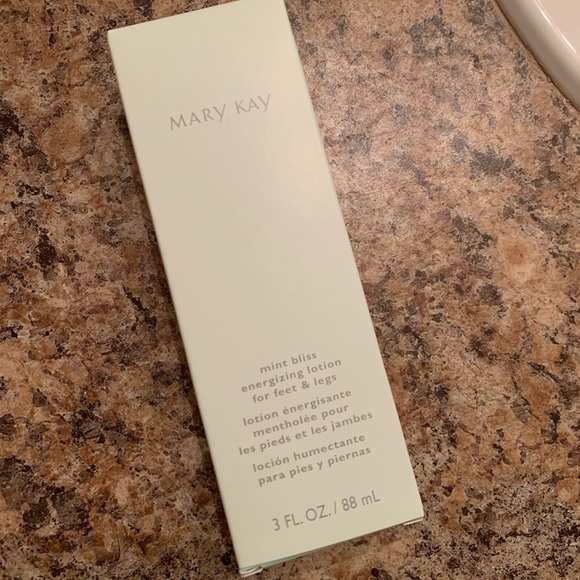 MARY KAY
mint bliss
energizing lotion
for feet & legs
lotion énergisante
mentholée pour
les pieds et les jambes
loción humectante
para pies y piernas
3 FL. OZ. / 88 mL